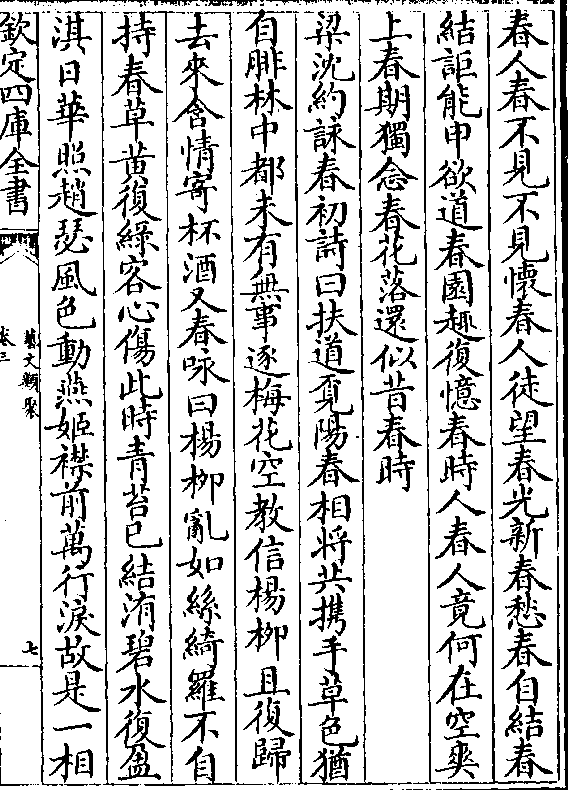 春人春不見不見懷春人徒望春光新春愁春自結春
結詎能申欲道春園趣復憶春時人春人竟何在空爽
上春期獨念春花落還似昔春時
梁沈約詠春初詩曰扶道覓陽春相將共携手草色猶
自腓林中都未有無事逐梅花空教信楊柳且復歸
去來含情寄杯酒又春咏曰楊柳亂如絲綺羅不自
持春草黃復綠客心傷此時青苔已結洧碧水復盈
淇日華照趙瑟風色動燕姬襟前萬行淚故是一相
欽定四庫全書
藝文類聚
卷三
七